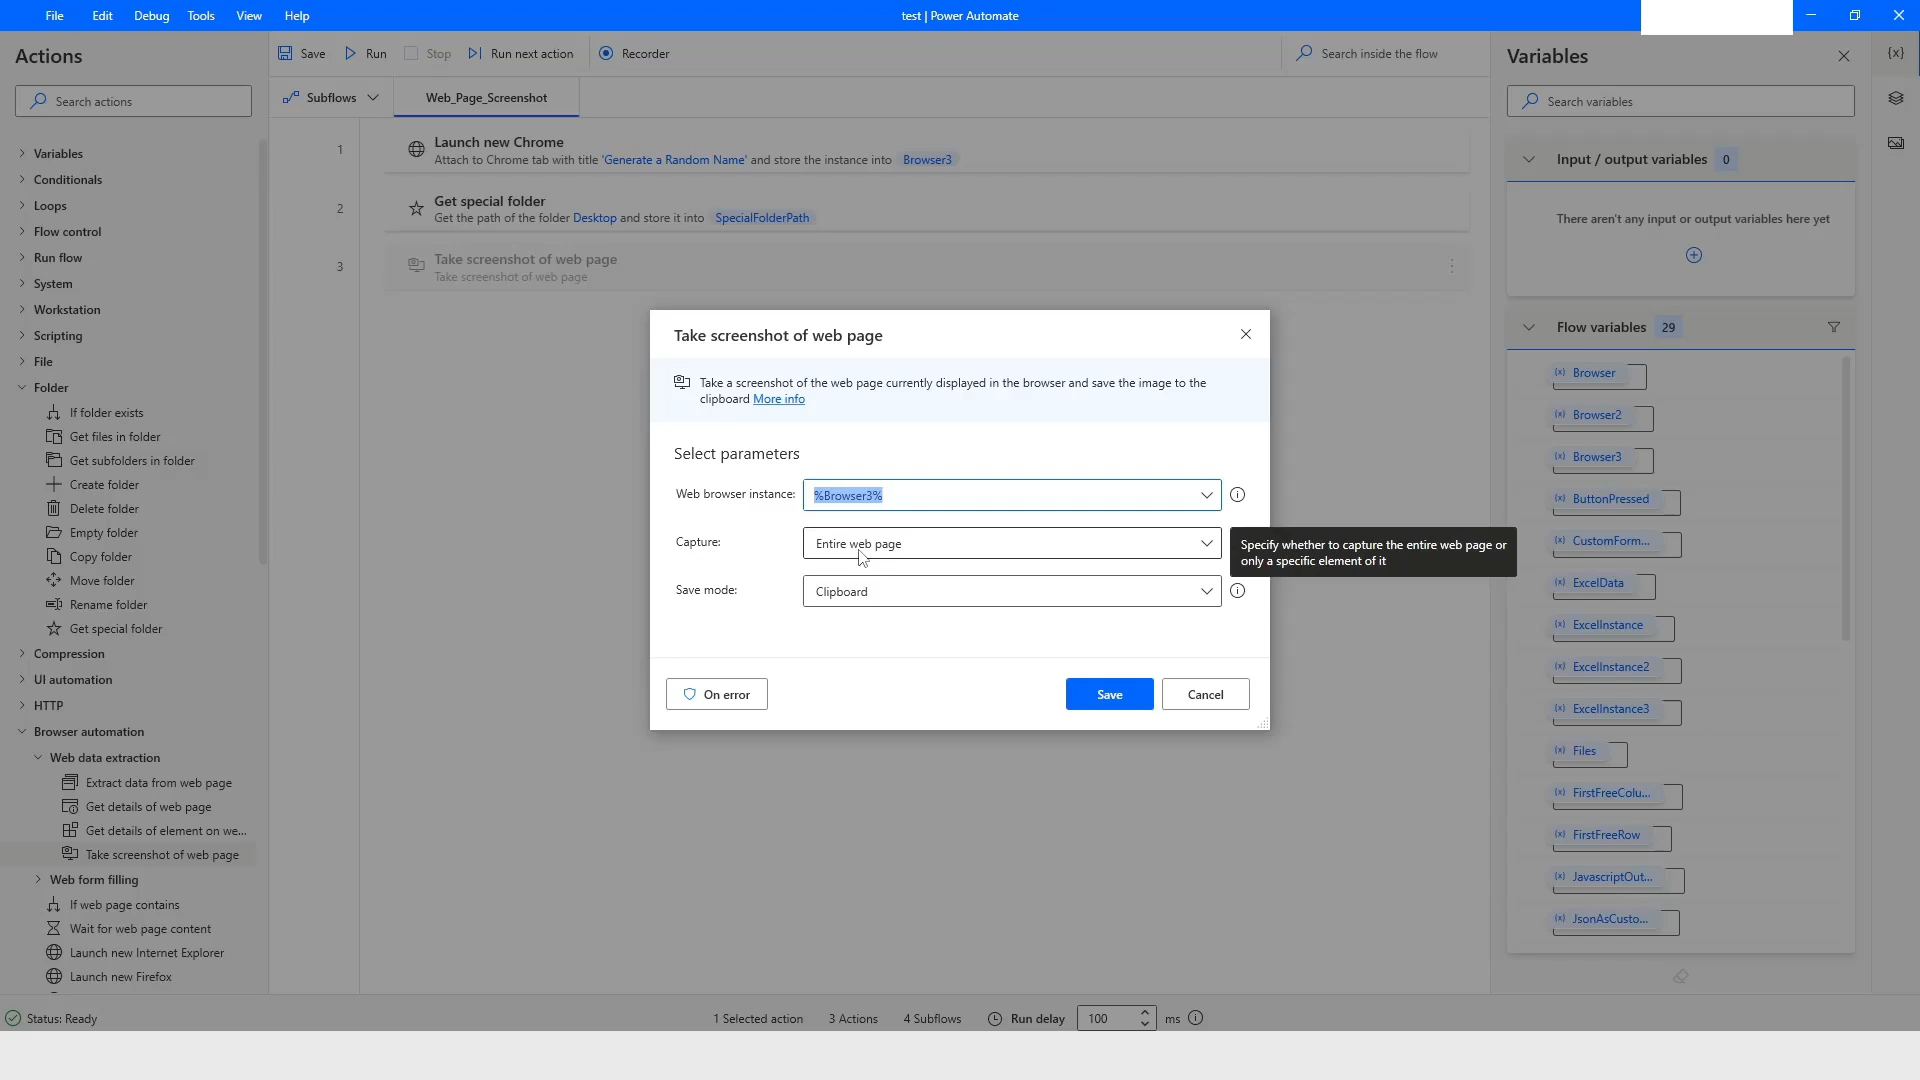 File Edit Debug Tools View Help
test | Power Automate
Actions
Search actions
Variables
Conditionals
Loops
Flow control
Run flow
System
Workstation
Scripting
File
Folder
If folder exists
Get files in folder
Get subfolders in folder
Create folder
Delete folder
Empty folder
Copy folder
Move folder
Rename folder
Get special folder
Compression
UI automation
HTTP
Browser automation
Web data extraction
Extract data from web page
Get details of web page
Get details of element on we...
Take screenshot of web page
Web form filling
If web page contains
Wait for web page content
Launch new Internet Explorer
Launch new Firefox
Save Run Stop Run next action Recorder
Search inside the flow
Subflows Web_Page_Screenshot
1
Launch new Chrome
Attach to Chrome tab with title 'Generate a Random Name' and store the instance into Browser3
2
Get special folder
Get the path of the folder Desktop and store it into SpecialFolderPath
3
Take screenshot of web page
Take screenshot of web page
Take screenshot of web page
Take a screenshot of the web page currently displayed in the browser and save the image to the
clipboard More info
Select parameters
Web browser instance: %Browser3%
Capture: Entire web page
Specify whether to capture the entire web page or
only a specific element of it
Save mode: Clipboard
On error Save Cancel
Variables
{x}
Search variables
Input / output variables 0
There aren't any input or output variables here yet
Flow variables 29
(x) Browser
(x) Browser2
(x) Browser3
(x) ButtonPressed
(x) CustomForm...
(x) ExcelData
(x) ExcelInstance
(x) ExcelInstance2
(x) ExcelInstance3
(x) Files
(x) FirstFreeColu...
(x) FirstFreeRow
(x) JavascriptOut...
(x) JsonAsCusto...
Status: Ready
1 Selected action 3 Actions 4 Subflows Run delay 100 ms